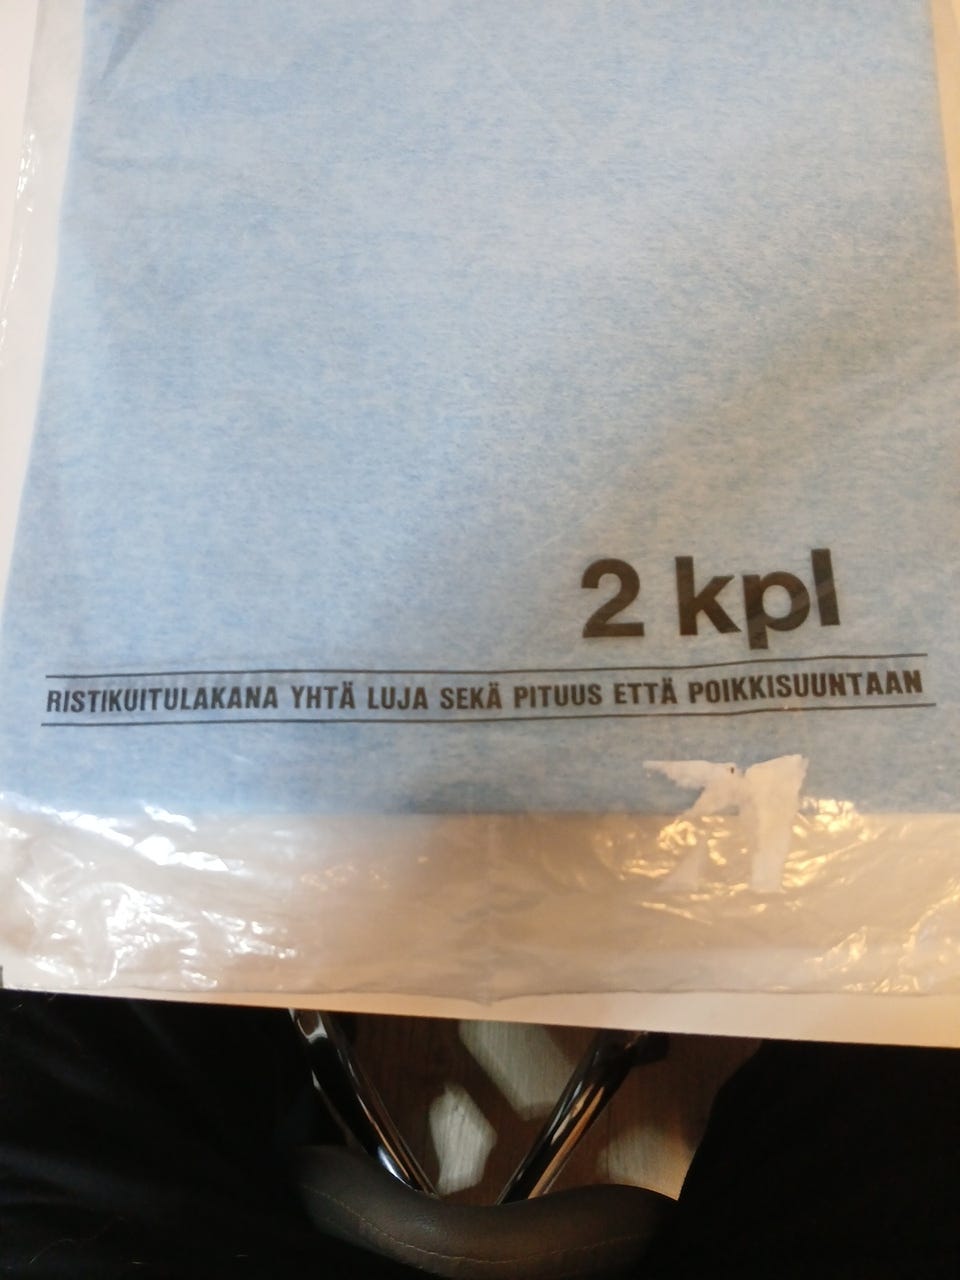 2 kpl
RISTIKUITULAKANA YHTÄ LUJA SEKÄ PITUUS ETTÄ POIKKISUUNTAAN